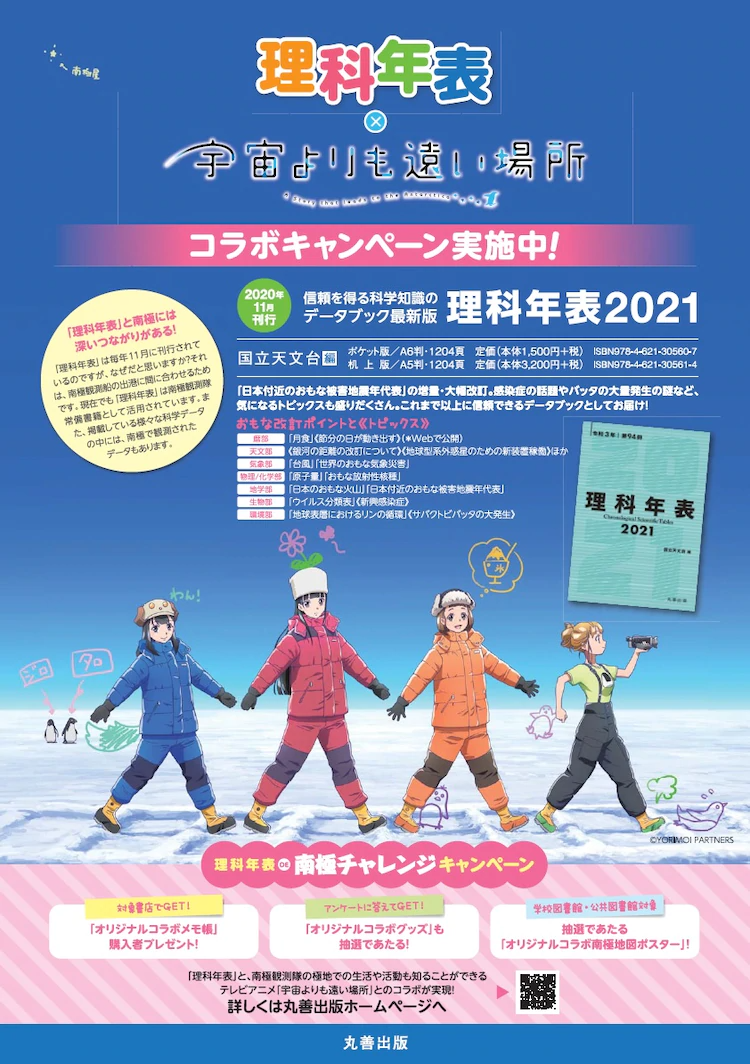 南極星
理科年表
×
宇宙よりも遠い場所
A Story that leads to the Antarctica
コラボキャンペーン実施中!
2020年
11月
刊行
信頼を得る科学知識の
データブック最新版
理科年表2021
国立天文台 編
ポケット版/A6判・1204頁 定価(本体1,500円+税) ISBN978-4-621-30560-7
机上版/A5判・1204頁 定価(本体3,200円+税) ISBN978-4-621-30561-4
「理科年表」と南極には
深いつながりがある!
「理科年表」は毎年11月に刊行されて
いるのですが、なぜだと思いますか?それ
は、南極観測船の出港に間に合わせるため
です。現在でも「理科年表」は南極観測隊
常備書籍として活用されています。ま
た、掲載している様々な科学データ
の中には、南極で観測された
データもあります。
「日本付近のおもな被害地震年代表」の増量・大幅改訂。感染症の話題やバッタの大量発生の謎など、
気になるトピックスも盛りだくさん。これまで以上に信頼できるデータブックとしてお届け!
おもな改訂ポイントと《トピックス》
暦部 「月食」《節分の日が動き出す》(*Webで公開)
天文部 《銀河の距離の改訂について》《地球型系外惑星のための新装置稼働》ほか
気象部 「台風」「世界のおもな気象災害」
物理/化学部 「原子量」「おもな放射性核種」
地学部 「日本のおもな火山」「日本付近のおもな被害地震年代表」
生物部 「ウイルス分類表」《新興感染症》
環境部 「地球表層におけるリンの循環」《サバクトビバッタの大発生》
令和3年 第94冊
理科年表
Chronological Scientific Tables
2021
国立天文台 編
丸善出版
わん!
氷
ジロ
タロ
©YORIMOI PARTNERS
理科年表 DE 南極チャレンジキャンペーン
対象書店でGET!
「オリジナルコラボメモ帳」
購入者プレゼント!
アンケートに答えてGET!
「オリジナルコラボグッズ」も
抽選であたる!
学校図書館・公共図書館対象
抽選であたる
「オリジナルコラボ南極地図ポスター」!
「理科年表」と、南極観測隊の極地での生活や活動も知ることができる
テレビアニメ「宇宙よりも遠い場所」とのコラボが実現!
詳しくは丸善出版ホームページへ
丸善出版